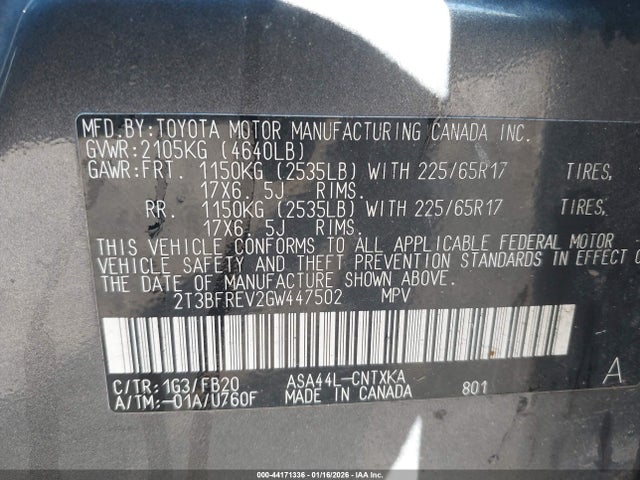 MFD.BY:TOYOTA MOTOR MANUFACTURING CANADA INC.
GVWR:2105KG (4640LB)
GAWR:FRT. 1150KG (2535LB) WITH 225/65R17 TIRES,
17X6.5J RIMS.
RR. 1150KG (2535LB) WITH 225/65R17 TIRES,
17X6.5J RIMS.
THIS VEHICLE CONFORMS TO ALL APPLICABLE FEDERAL MOTOR
VEHICLE SAFETY AND THEFT PREVENTION STANDARDS IN EFFECT O
THE DATE OF MANUFACTURE SHOWN ABOVE.
2T3BFREV2GW447502 MPV
C/TR:1G3/FB20 ASA44L-CNTXKA A
A/TM:-01A/U760F MADE IN CANADA 801
000-44171336 - 01/16/2026 - IAA, INC.